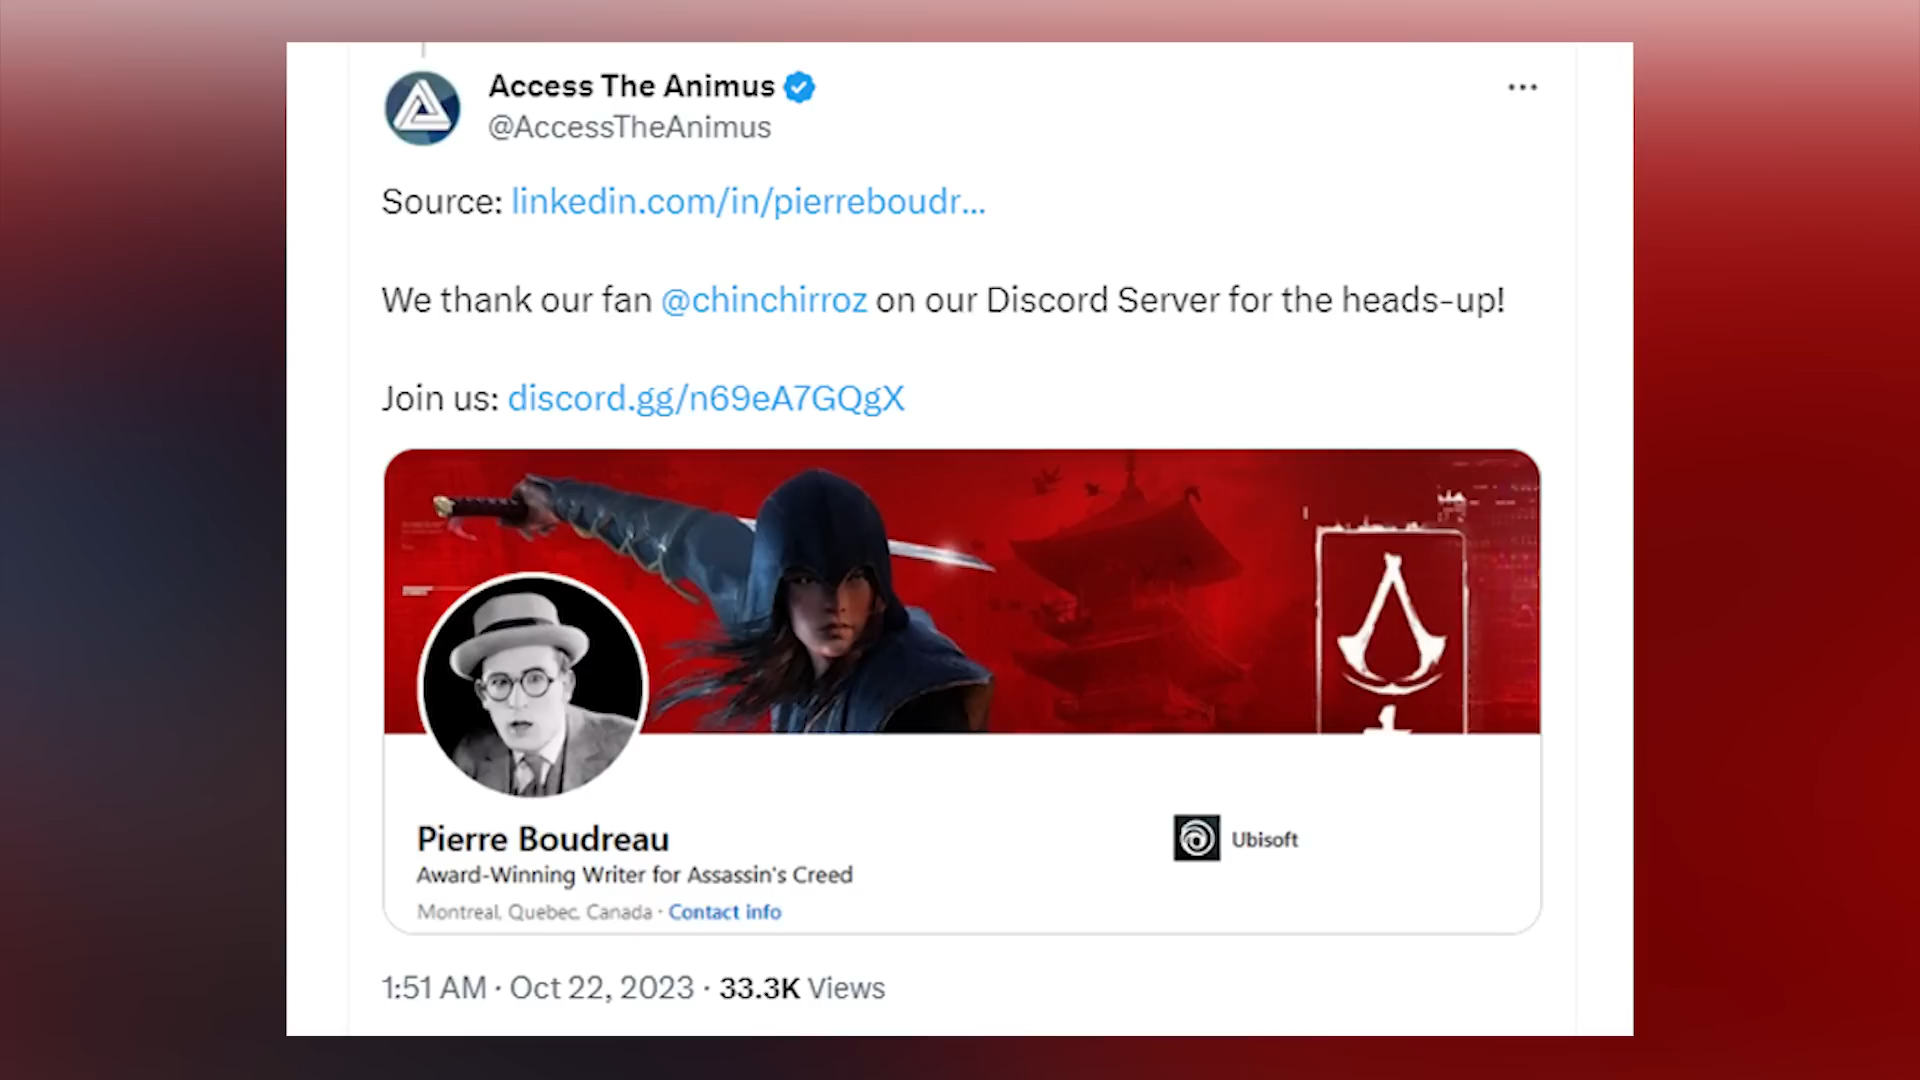 Access The Animus
@AccessTheAnimus
Source: linkedin.com/in/pierreboudr...
We thank our fan @chinchirroz on our Discord Server for the heads-up!
Join us: discord.gg/n69eA7GQgX
Pierre Boudreau
Ubisoft
Award-Winning Writer for Assassin's Creed
Montreal, Quebec, Canada · Contact info
1:51 AM · Oct 22, 2023 · 33.3K Views